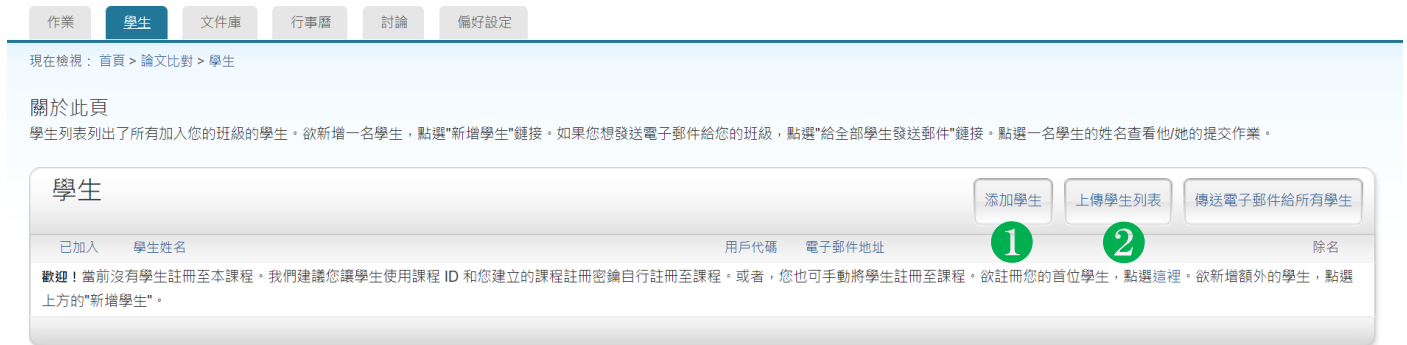 作業 學生 文件庫 行事曆 討論 偏好設定
現在檢視： 首頁 > 論文比對 > 學生
關於此頁
學生列表列出了所有加入您的班級的學生。欲新增一名學生，點選"新增學生"鏈接。如果您想發送電子郵件給您的班級，點選"給全部學生發送郵件"鏈接。點選一名學生的姓名查看他/她的提交作業。
學生 添加學生 上傳學生列表 傳送電子郵件給所有學生
1 2
已加入 學生姓名 用戶代碼 電子郵件地址 除名
歡迎！當前沒有學生註冊至本課程。我們建議您讓學生使用課程 ID 和您建立的課程註冊密鑰自行註冊至課程。或者，您也可手動將學生註冊至課程。欲註冊您的首位學生，點選這裡。欲新增額外的學生，點選
上方的"新增學生"。